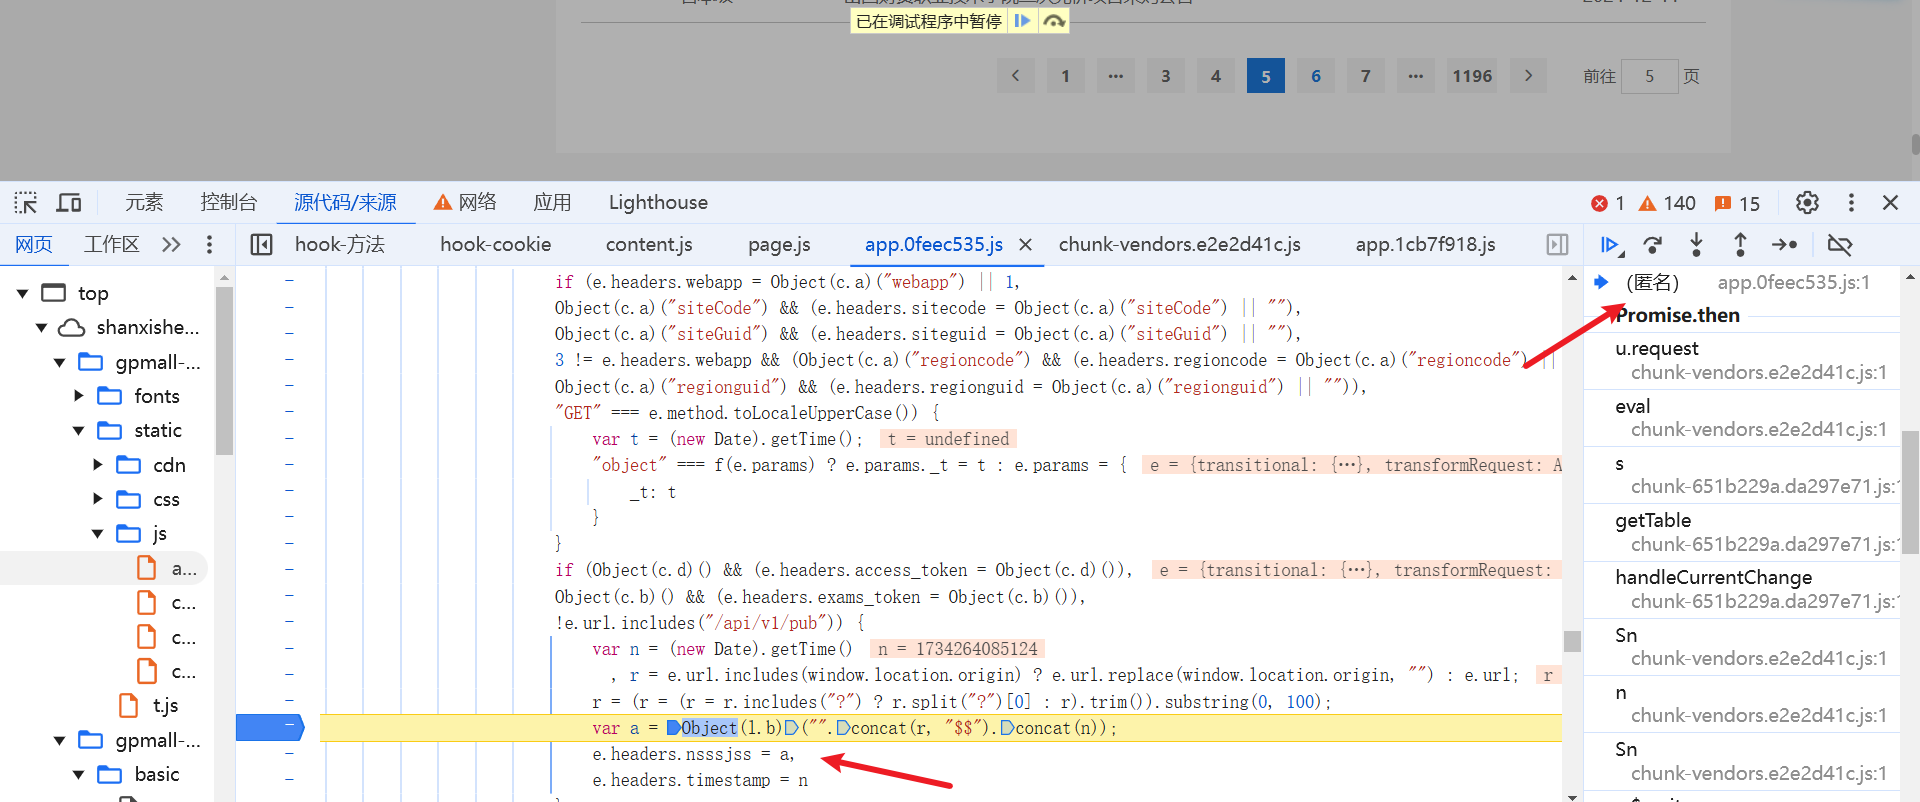 已在调试程序中暂停
1 ··· 3 4 5 6 7 ··· 1196 前往 5 页
元素 控制台 源代码/来源 网络 应用 Lighthouse 1 140 15
网页 工作区 hook-方法 hook-cookie content.js page.js app.0feec535.js chunk-vendors.e2e2d41c.js app.1cb7f918.js
top
shanxishe...
gpmall-...
fonts
static
cdn
css
js
a...
c...
c...
c...
t.js
gpmall-...
basic
if (e.headers.webapp = Object(c.a)("webapp") || 1,
Object(c.a)("siteCode") && (e.headers.sitecode = Object(c.a)("siteCode") || ""),
Object(c.a)("siteGuid") && (e.headers.siteguid = Object(c.a)("siteGuid") || ""),
3 != e.headers.webapp && (Object(c.a)("regioncode") && (e.headers.regioncode = Object(c.a)("regioncode") ||
Object(c.a)("regionguid") && (e.headers.regionguid = Object(c.a)("regionguid") || "")),
"GET" === e.method.toLocaleUpperCase()) {
var t = (new Date).getTime(); t = undefined
"object" === f(e.params) ? e.params._t = t : e.params = { e = {transitional: {…}, transformRequest: A
_t: t
}
}
if (Object(c.d)() && (e.headers.access_token = Object(c.d)()), e = {transitional: {…}, transformRequest:
Object(c.b)() && (e.headers.exams_token = Object(c.b)()),
!e.url.includes("/api/v1/pub")) {
var n = (new Date).getTime() n = 1734264085124
, r = e.url.includes(window.location.origin) ? e.url.replace(window.location.origin, "") : e.url; r
r = (r = (r = r.includes("?") ? r.split("?")[0] : r).trim()).substring(0, 100);
var a = Object(l.b)("".concat(r, "$$").concat(n));
e.headers.nsssjss = a,
e.headers.timestamp = n
(匿名) app.0feec535.js:1
Promise.then
u.request
chunk-vendors.e2e2d41c.js:1
eval
chunk-vendors.e2e2d41c.js:1
s
chunk-651b229a.da297e71.js:1
getTable
chunk-651b229a.da297e71.js:1
handleCurrentChange
chunk-651b229a.da297e71.js:1
Sn
chunk-vendors.e2e2d41c.js:1
n
chunk-vendors.e2e2d41c.js:1
Sn
chunk-vendors.e2e2d41c.js:1